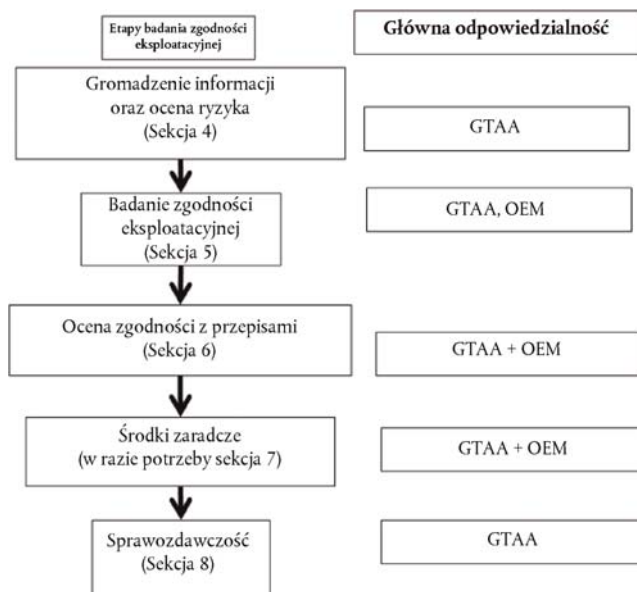 Etapy badania zgodności
eksploatacyjnej
Główna odpowiedzialność
Gromadzenie informacji
oraz ocena ryzyka
(Sekcja 4)
GTAA
Badanie zgodności
eksploatacyjnej
(Sekcja 5)
GTAA, OEM
Ocena zgodności z przepisami
(Sekcja 6)
GTAA + OEM
Środki zaradcze
(w razie potrzeby sekcja 7)
GTAA + OEM
Sprawozdawczość
(Sekcja 8)
GTAA